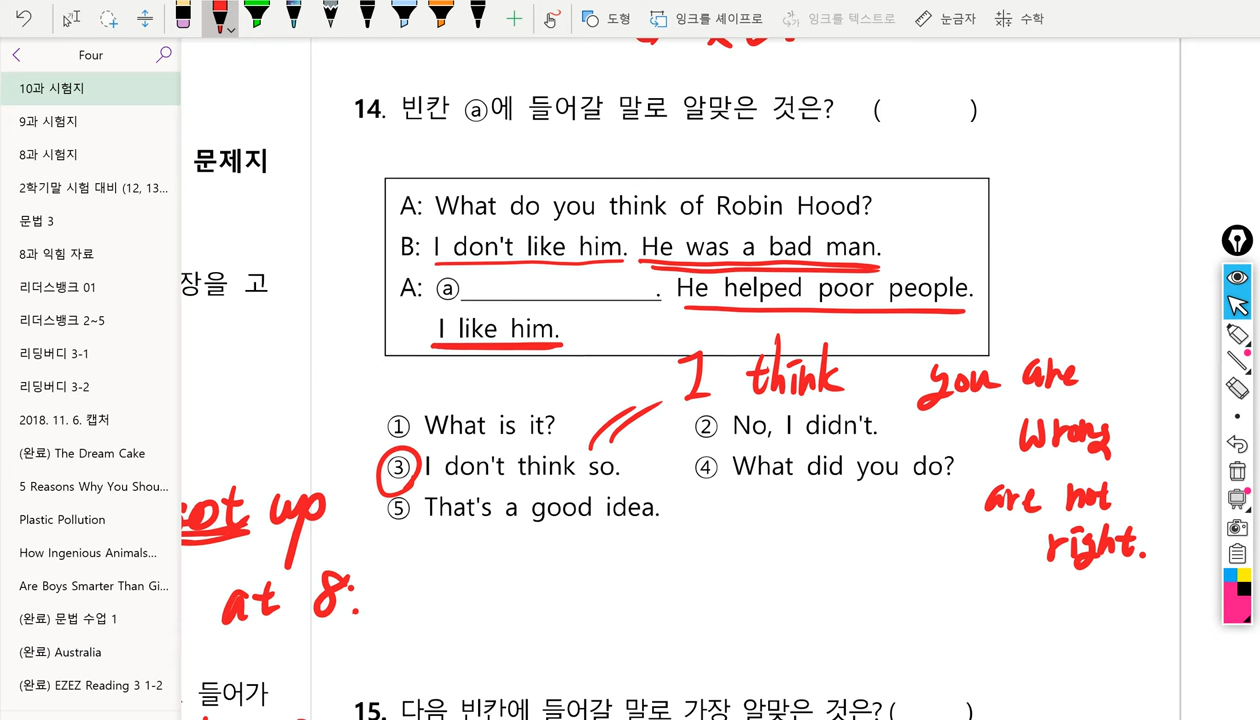 도형
잉크를 셰이프로
잉크를 텍스트로
눈금자
수학
Four
10과 시험지
9과 시험지
8과 시험지
2학기말 시험 대비 (12, 13...
문법 3
8과 익힘 자료
리더스뱅크 01
리더스뱅크 2~5
리딩버디 3-1
리딩버디 3-2
2018. 11. 6. 캡처
(완료) The Dream Cake
5 Reasons Why You Shou...
Plastic Pollution
How Ingenious Animals...
Are Boys Smarter Than Gi...
(완료) 문법 수업 1
(완료) Australia
(완료) EZEZ Reading 3 1-2
문제지
장을 고
up
at 8:
들어가
14. 빈칸 ⓐ에 들어갈 말로 알맞은 것은? ( )
A: What do you think of Robin Hood?
B: I don't like him. He was a bad man.
A: ⓐ____________. He helped poor people.
I like him.
I think you are
wrong
① What is it? ② No, I didn't.
③ I don't think so. ④ What did you do?
⑤ That's a good idea.
are not
right.
15. 다음 빈칸에 들어갈 말로 가장 알맞은 것은? ( )